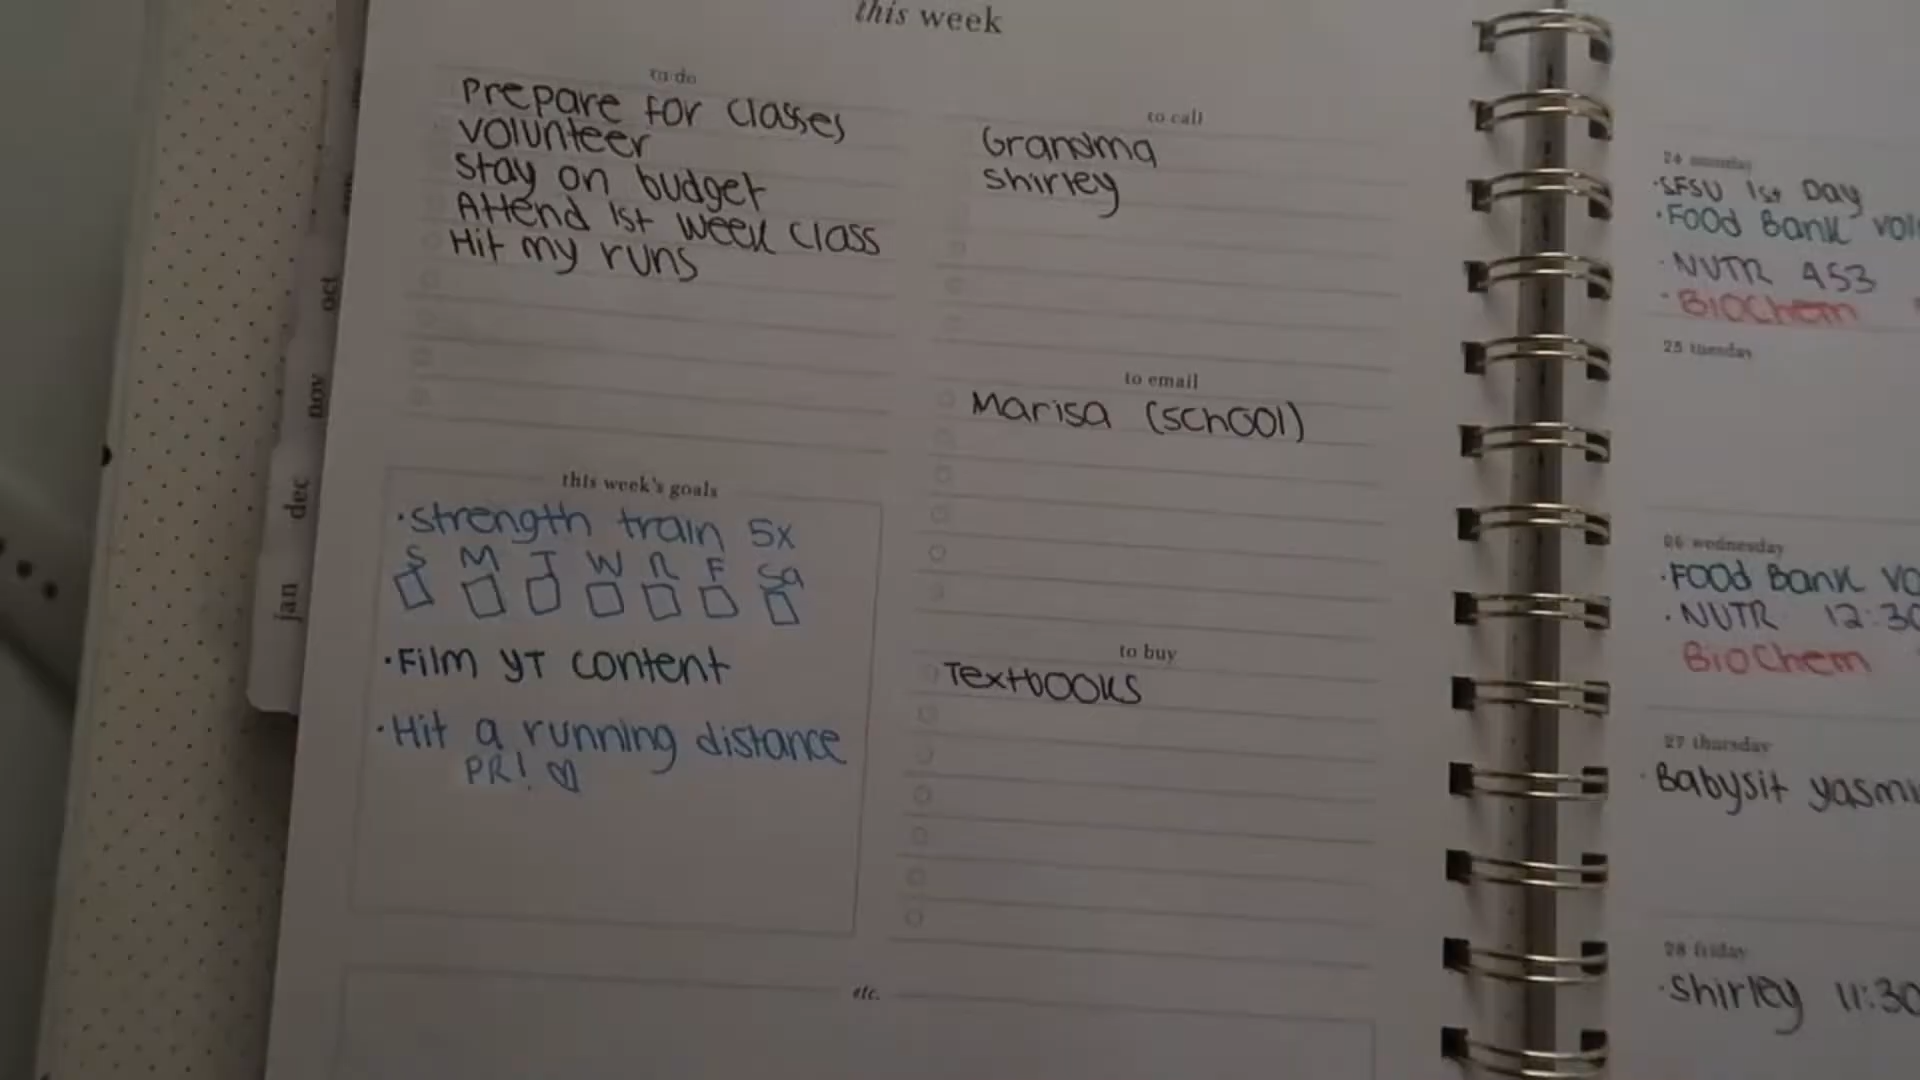 this week
to do
Prepare for classes
volunteer
stay on budget
Attend 1st week class
Hit my runs
to call
Grandma
shirley
to email
Marisa (school)
this week's goals
·strength train 5x
S M T W R F Sa
·Film YT content
·Hit a running distance
PR!
to buy
Textbooks
etc.
oct
nov
dec
jan
24 monday
·SFSU 1st Day
·Food Bank
·NUTR 453
·BioChem
25 tuesday
26 wednesday
·Food Bank
·NUTR 12:30
BioChem
27 thursday
·Babysit
28 friday
·shirley 11:30